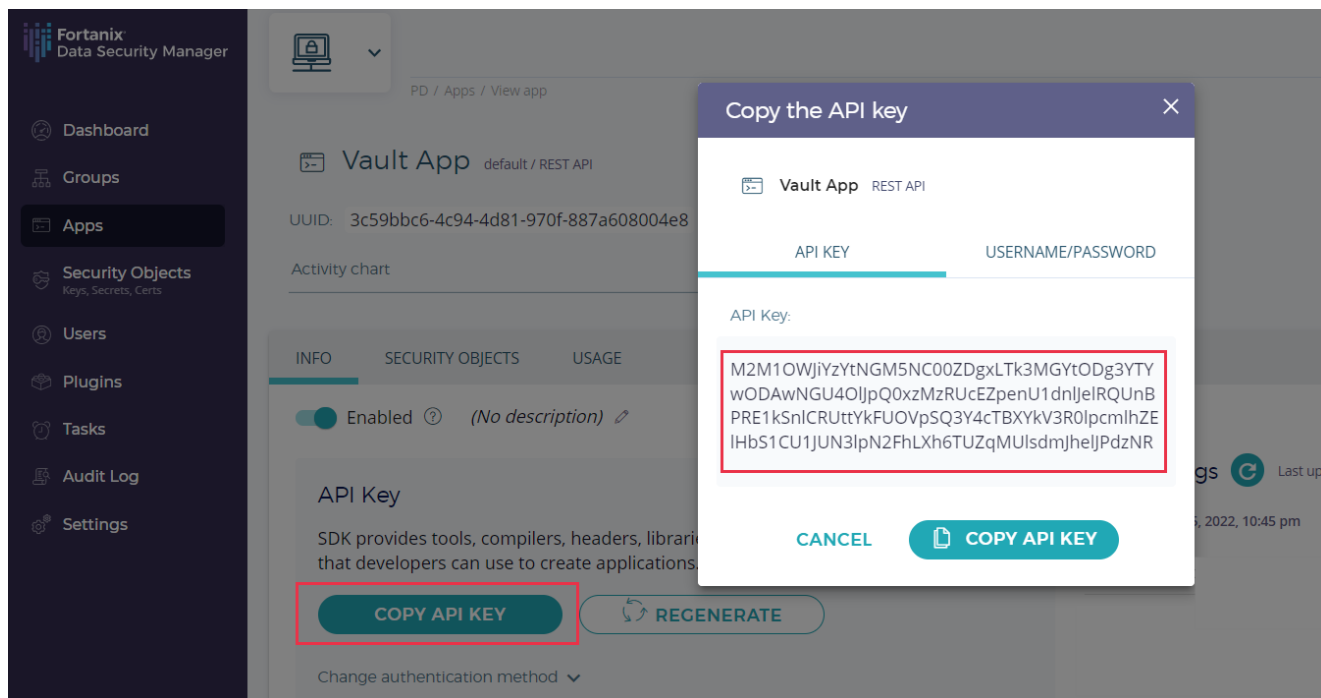 Fortanix
Data Security Manager
Dashboard
Groups
Apps
Security Objects
Keys, Secrets, Certs
Users
Plugins
Tasks
Audit Log
Settings
PD / Apps / View app
Vault App default / REST API
UUID: 3c59bbc6-4c94-4d81-970f-887a608004e8
Activity chart
INFO SECURITY OBJECTS USAGE
Enabled (No description)
API Key
SDK provides tools, compilers, headers,
that developers can use to create applications.
COPY API KEY REGENERATE
Change authentication method
Copy the API key
Vault App REST API
API KEY USERNAME/PASSWORD
API Key:
M2M1OWJiYzYtNGM5NC00ZDgxLTk3MGYtODg3YTY
wODAwNGU4OlJpQ0xzMzRUcEZpenU1dnlJelRQUnB
PRE1kSnlCRUttYkFUOVpSQ3Y4cTBXYkV3R0lpcmlhZE
lHbS1CU1JUN3lpN2FhLXh6TUZqMUlsdmJhelJPdzNR
CANCEL COPY API KEY
Last
2022, 10:45 pm